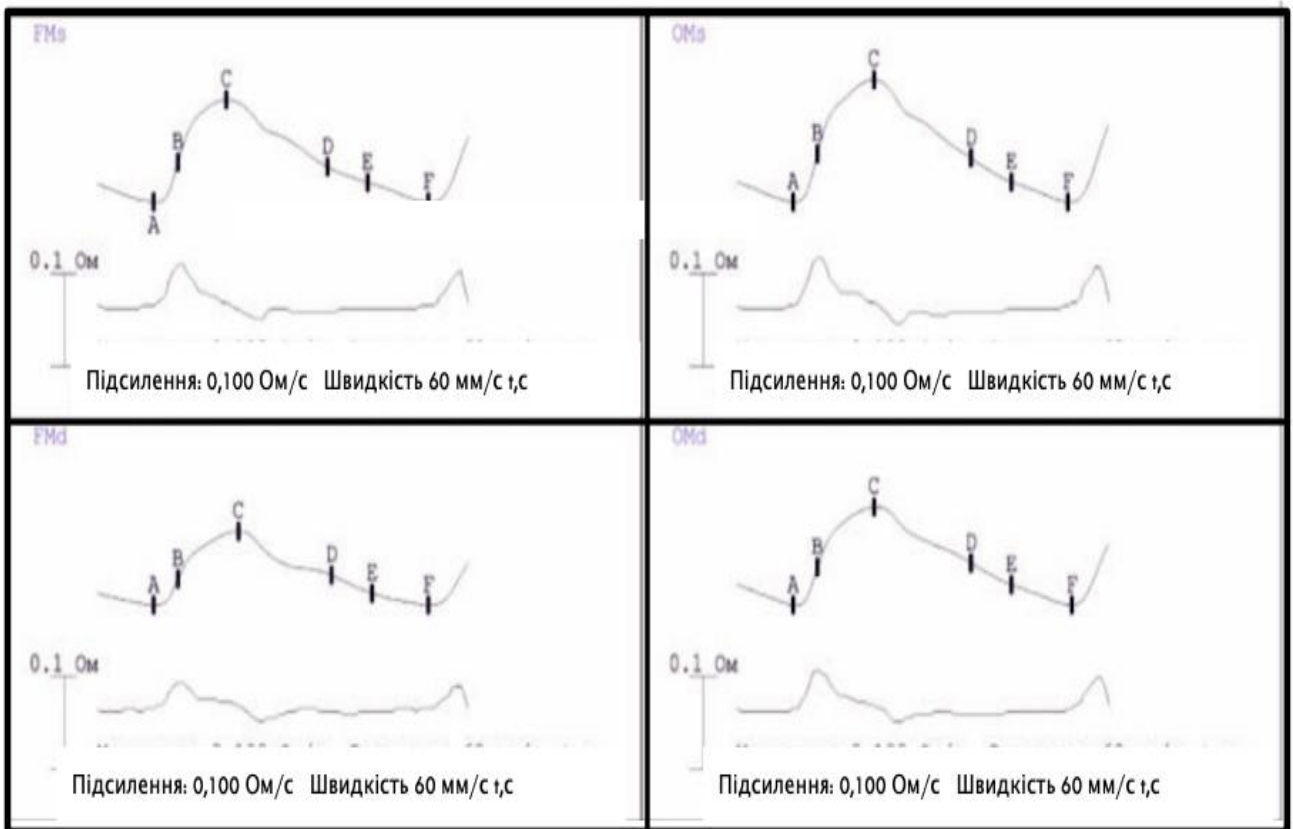 FMs
C
B
D
E
F
A
0.1 Ом
Підсилення: 0,100 Ом/с Швидкість 60 мм/с t,с
OMs
C
B
D
A
E
F
0.1 Ом
Підсилення: 0,100 Ом/с Швидкість 60 мм/с t,с
FMd
C
B
D
A
E
F
0.1 Ом
Підсилення: 0,100 Ом/с Швидкість 60 мм/с t,с
OMd
C
B
D
A
E
F
0.1 Ом
Підсилення: 0,100 Ом/с Швидкість 60 мм/с t,с